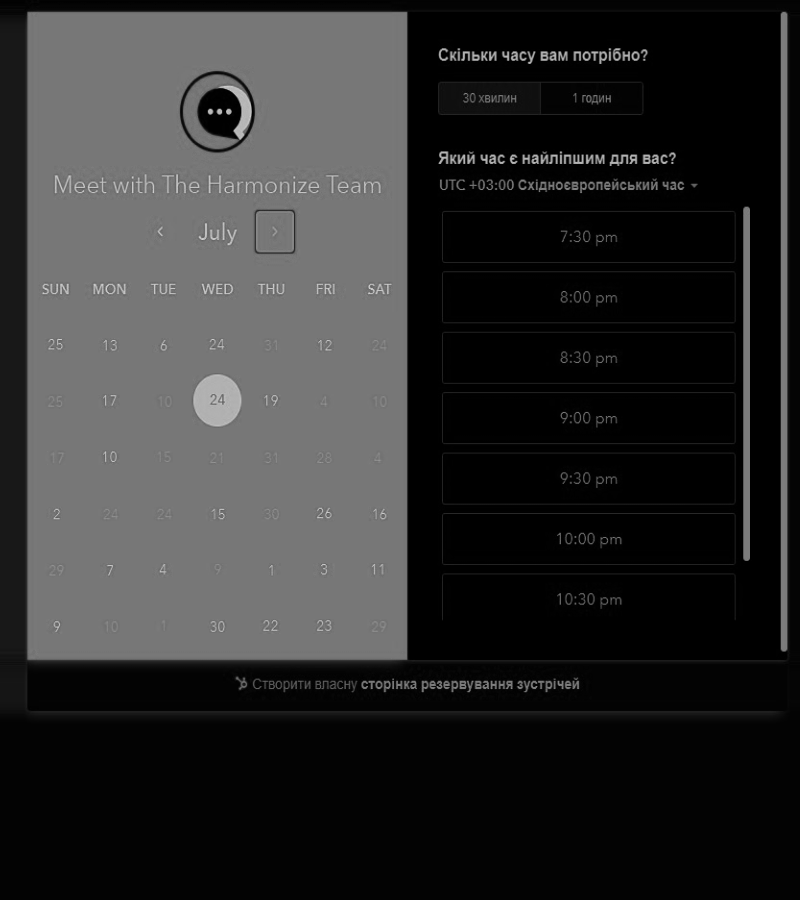 Meet with The Harmonize Team
July
SUN MON TUE WED THU FRI SAT
25 13 6 24 31 12 24
25 17 10 24 19 4 10
17 10 15 21 31 28 4
2 24 24 15 30 26 16
29 7 4 9 1 3 11
9 10 1 30 22 23 29
Скільки часу вам потрібно?
30 хвилин 1 годин
Який час є найліпшим для вас?
UTC +03:00 Східноєвропейський час
7:30 pm
8:00 pm
8:30 pm
9:00 pm
9:30 pm
10:00 pm
10:30 pm
Створити власну сторінка резервування зустрічей